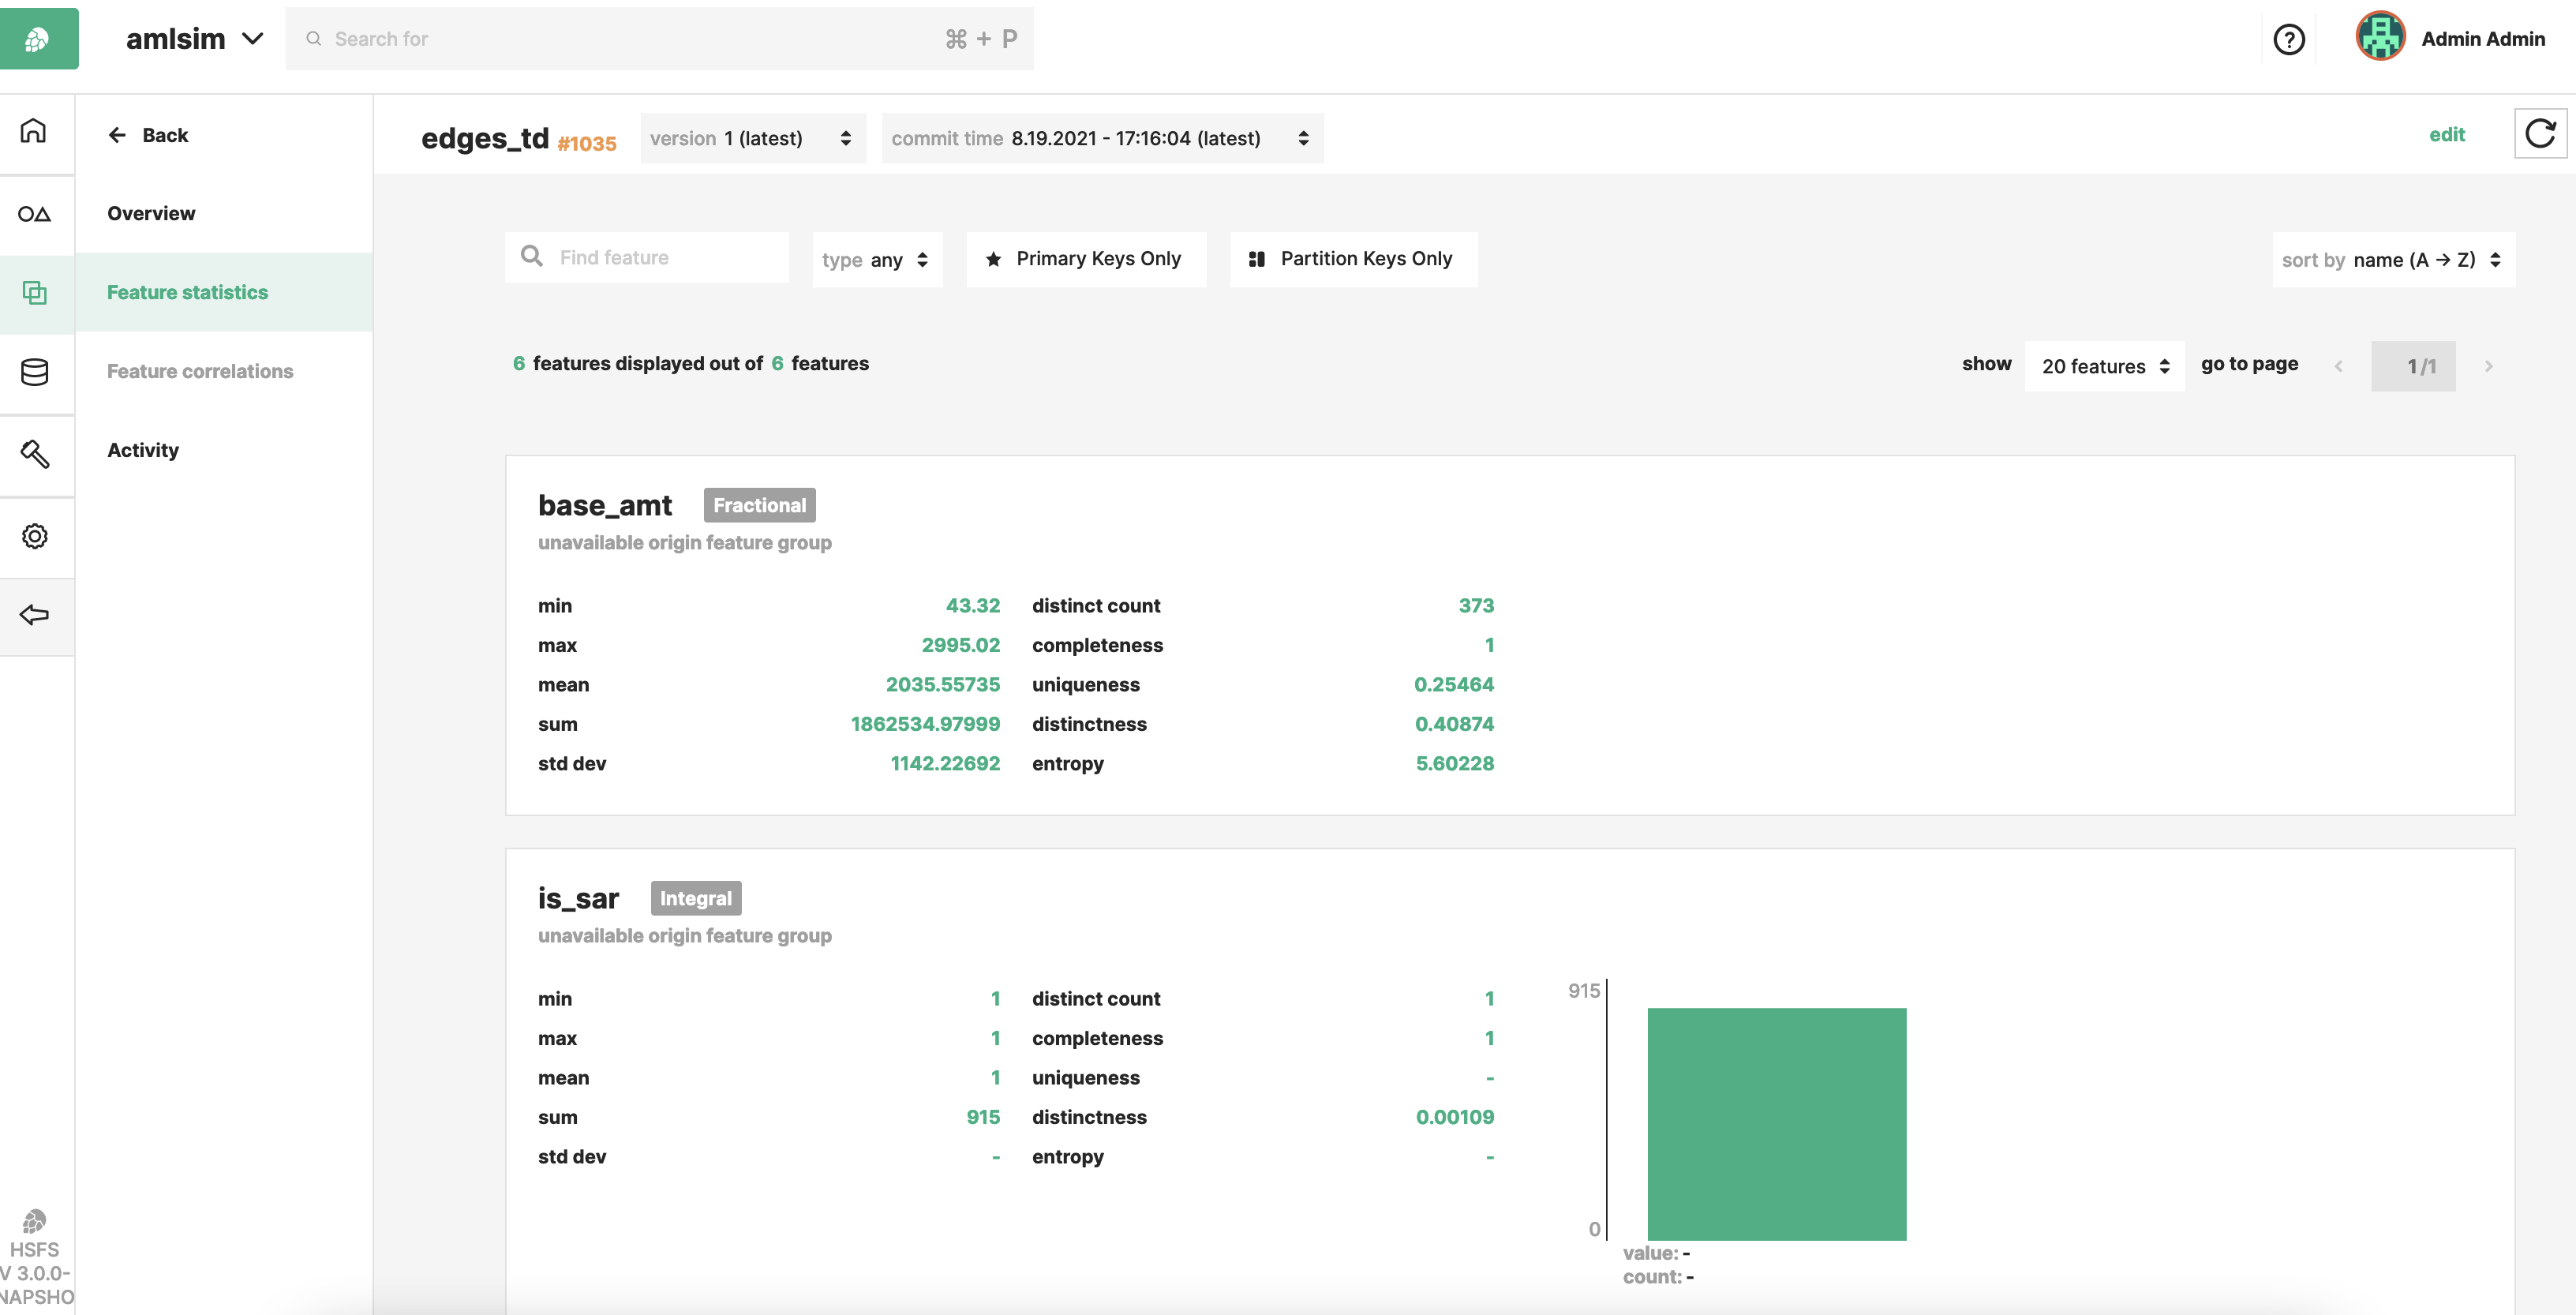 amlsim
Search for
⌘ + P
Admin Admin
Back
edges_td #1035
version 1 (latest)
commit time 8.19.2021 - 17:16:04 (latest)
edit
Overview
Feature statistics
Feature correlations
Activity
Find feature
type any
Primary Keys Only
Partition Keys Only
sort by name (A → Z)
6 features displayed out of 6 features
show 20 features go to page 1/1
base_amt Fractional
unavailable origin feature group
min 43.32 distinct count 373
max 2995.02 completeness 1
mean 2035.55735 uniqueness 0.25464
sum 1862534.97999 distinctness 0.40874
std dev 1142.22692 entropy 5.60228
is_sar Integral
unavailable origin feature group
min 1 distinct count 1
max 1 completeness 1
mean 1 uniqueness -
sum 915 distinctness 0.00109
std dev - entropy -
915
0
value: -
count: -
HSFS
V 3.0.0-
NAPSHO